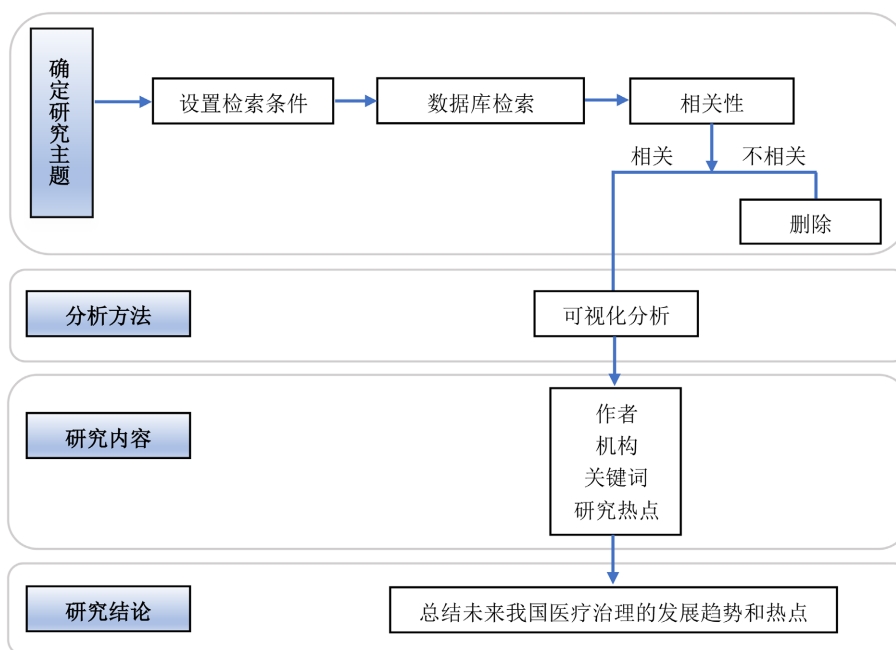 确定研究主题
设置检索条件
数据库检索
相关性
相关
不相关
删除
分析方法
可视化分析
研究内容
作者
机构
关键词
研究热点
研究结论
总结未来我国医疗治理的发展趋势和热点